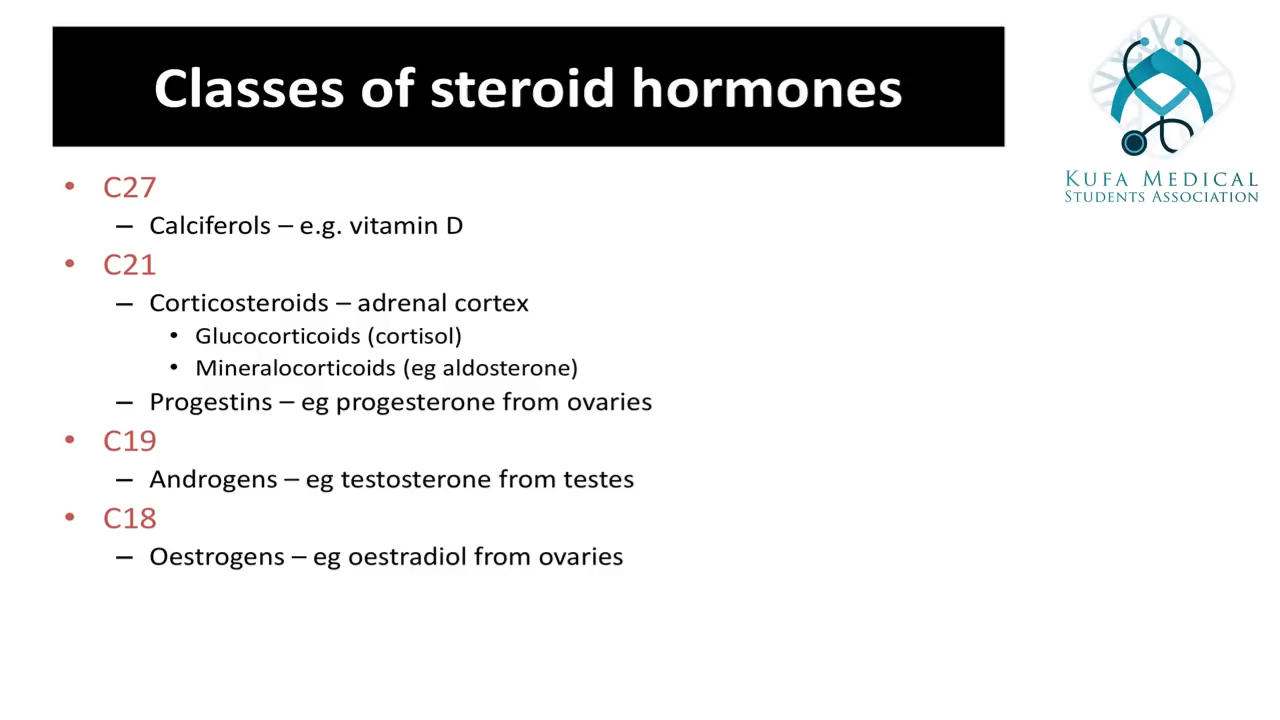 Classes of steroid hormones
KUFA MEDICAL
STUDENTS ASSOCIATION
• C27
– Calciferols – e.g. vitamin D
• C21
– Corticosteroids – adrenal cortex
• Glucocorticoids (cortisol)
• Mineralocorticoids (eg aldosterone)
– Progestins – eg progesterone from ovaries
• C19
– Androgens – eg testosterone from testes
• C18
– Oestrogens – eg oestradiol from ovaries